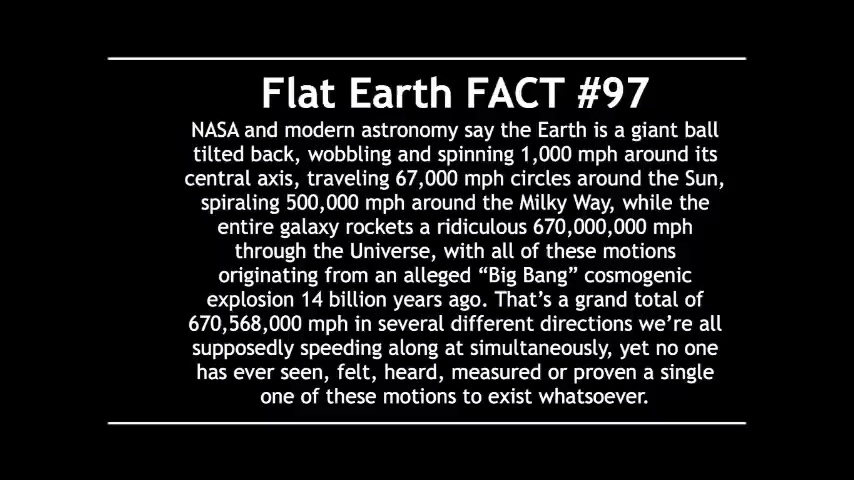 Flat Earth FACT #97
NASA and modern astronomy say the Earth is a giant ball
tilted back, wobbling and spinning 1,000 mph around its
central axis, traveling 67,000 mph circles around the Sun,
spiraling 500,000 mph around the Milky Way, while the
entire galaxy rockets a ridiculous 670,000,000 mph
through the Universe, with all of these motions
originating from an alleged “Big Bang” cosmogenic
explosion 14 billion years ago. That’s a grand total of
670,568,000 mph in several different directions we’re all
supposedly speeding along at simultaneously, yet no one
has ever seen, felt, heard, measured or proven a single
one of these motions to exist whatsoever.